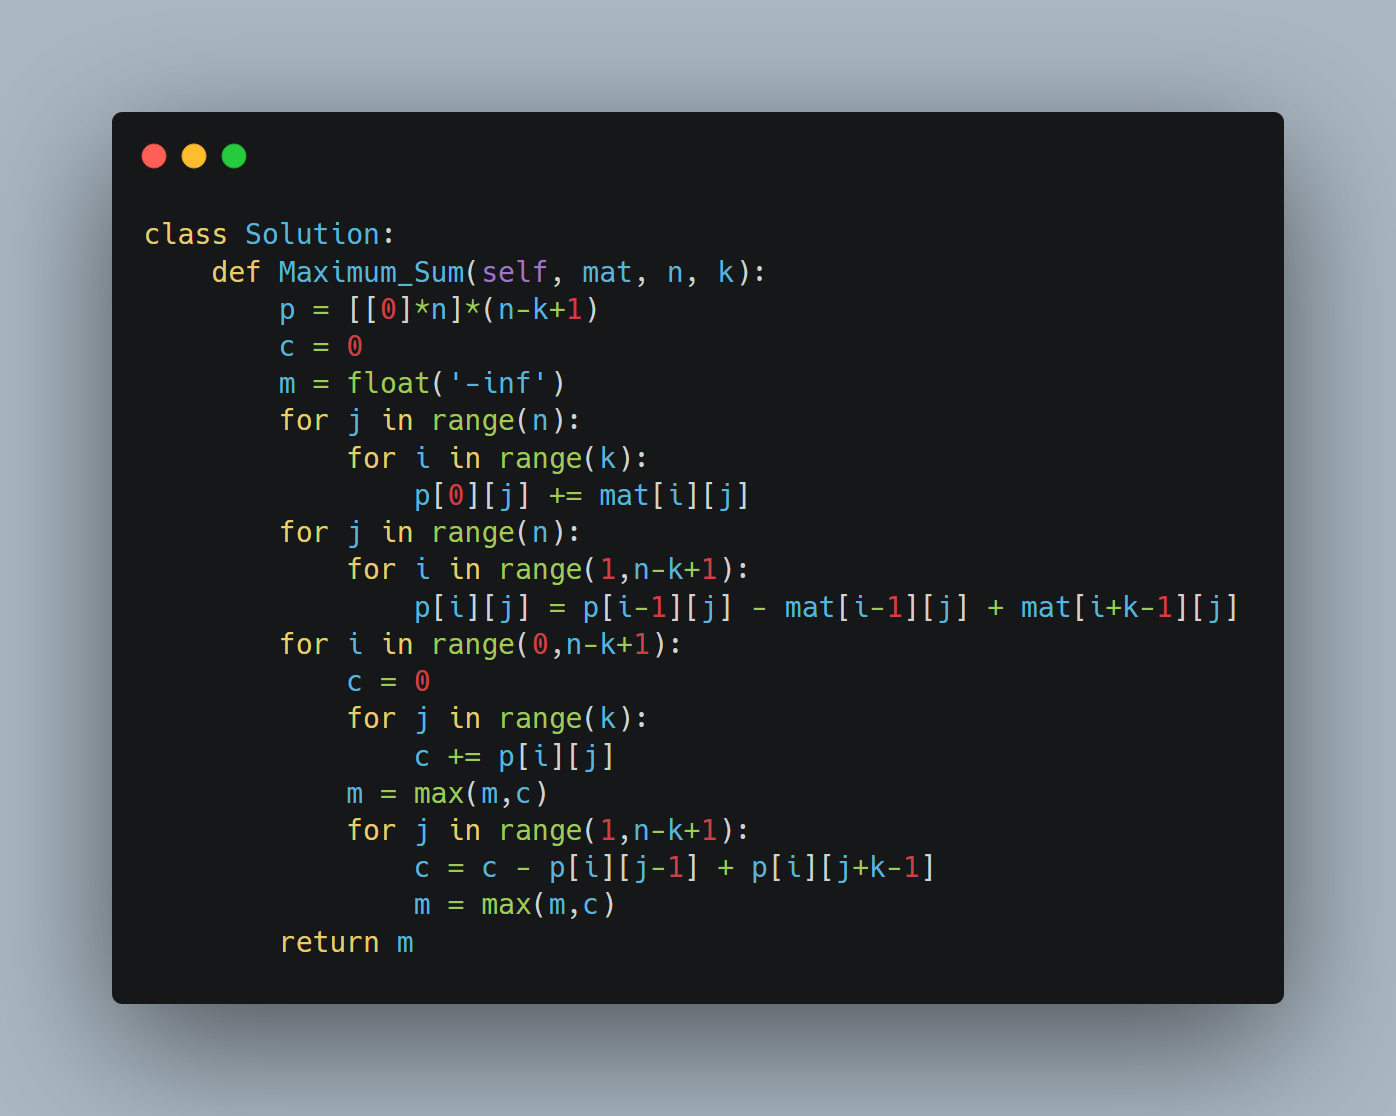 class Solution:
    def Maximum_Sum(self, mat, n, k):
        p = [[0]*n]*(n-k+1)
        c = 0
        m = float('-inf')
        for j in range(n):
            for i in range(k):
                p[0][j] += mat[i][j]
        for j in range(n):
            for i in range(1,n-k+1):
                p[i][j] = p[i-1][j] - mat[i-1][j] + mat[i+k-1][j]
        for i in range(0,n-k+1):
            c = 0
            for j in range(k):
                c += p[i][j]
            m = max(m,c)
            for j in range(1,n-k+1):
                c = c - p[i][j-1] + p[i][j+k-1]
                m = max(m,c)
        return m